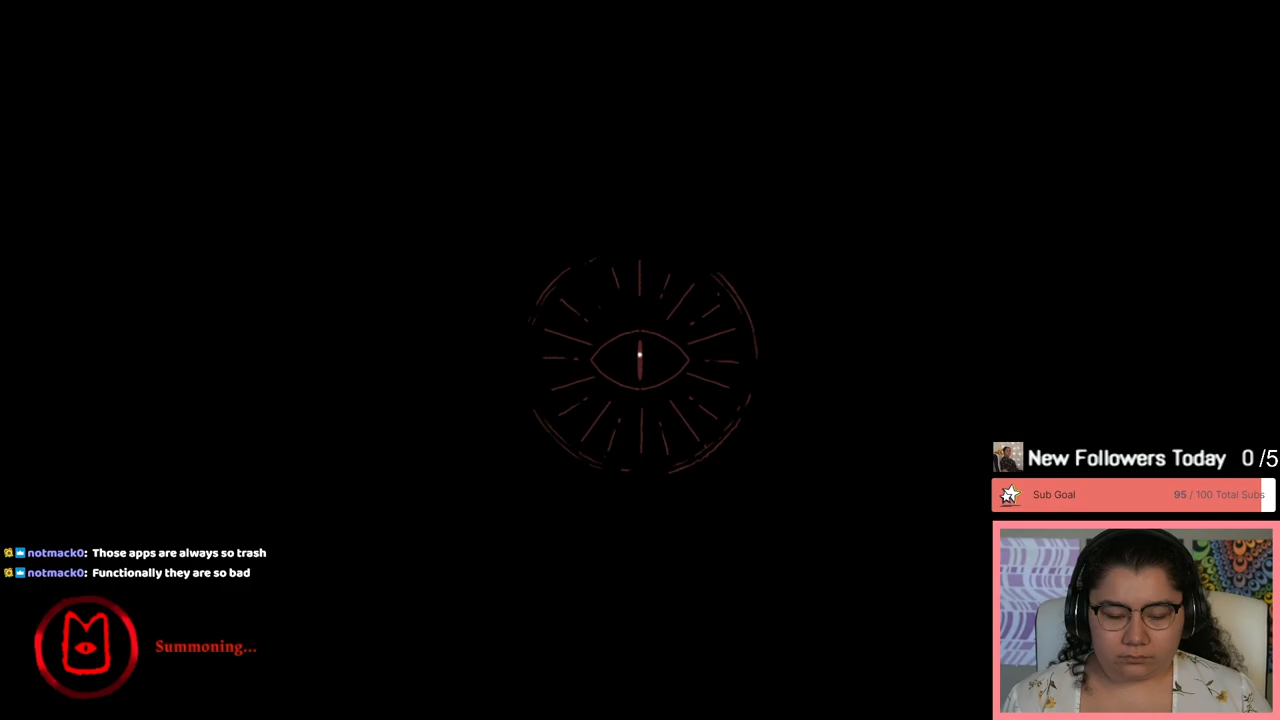 New Followers Today 0 /5
Sub Goal 95 / 100 Total Subs
notmack0: Those apps are always so trash
notmack0: Functionally they are so bad
Summoning...